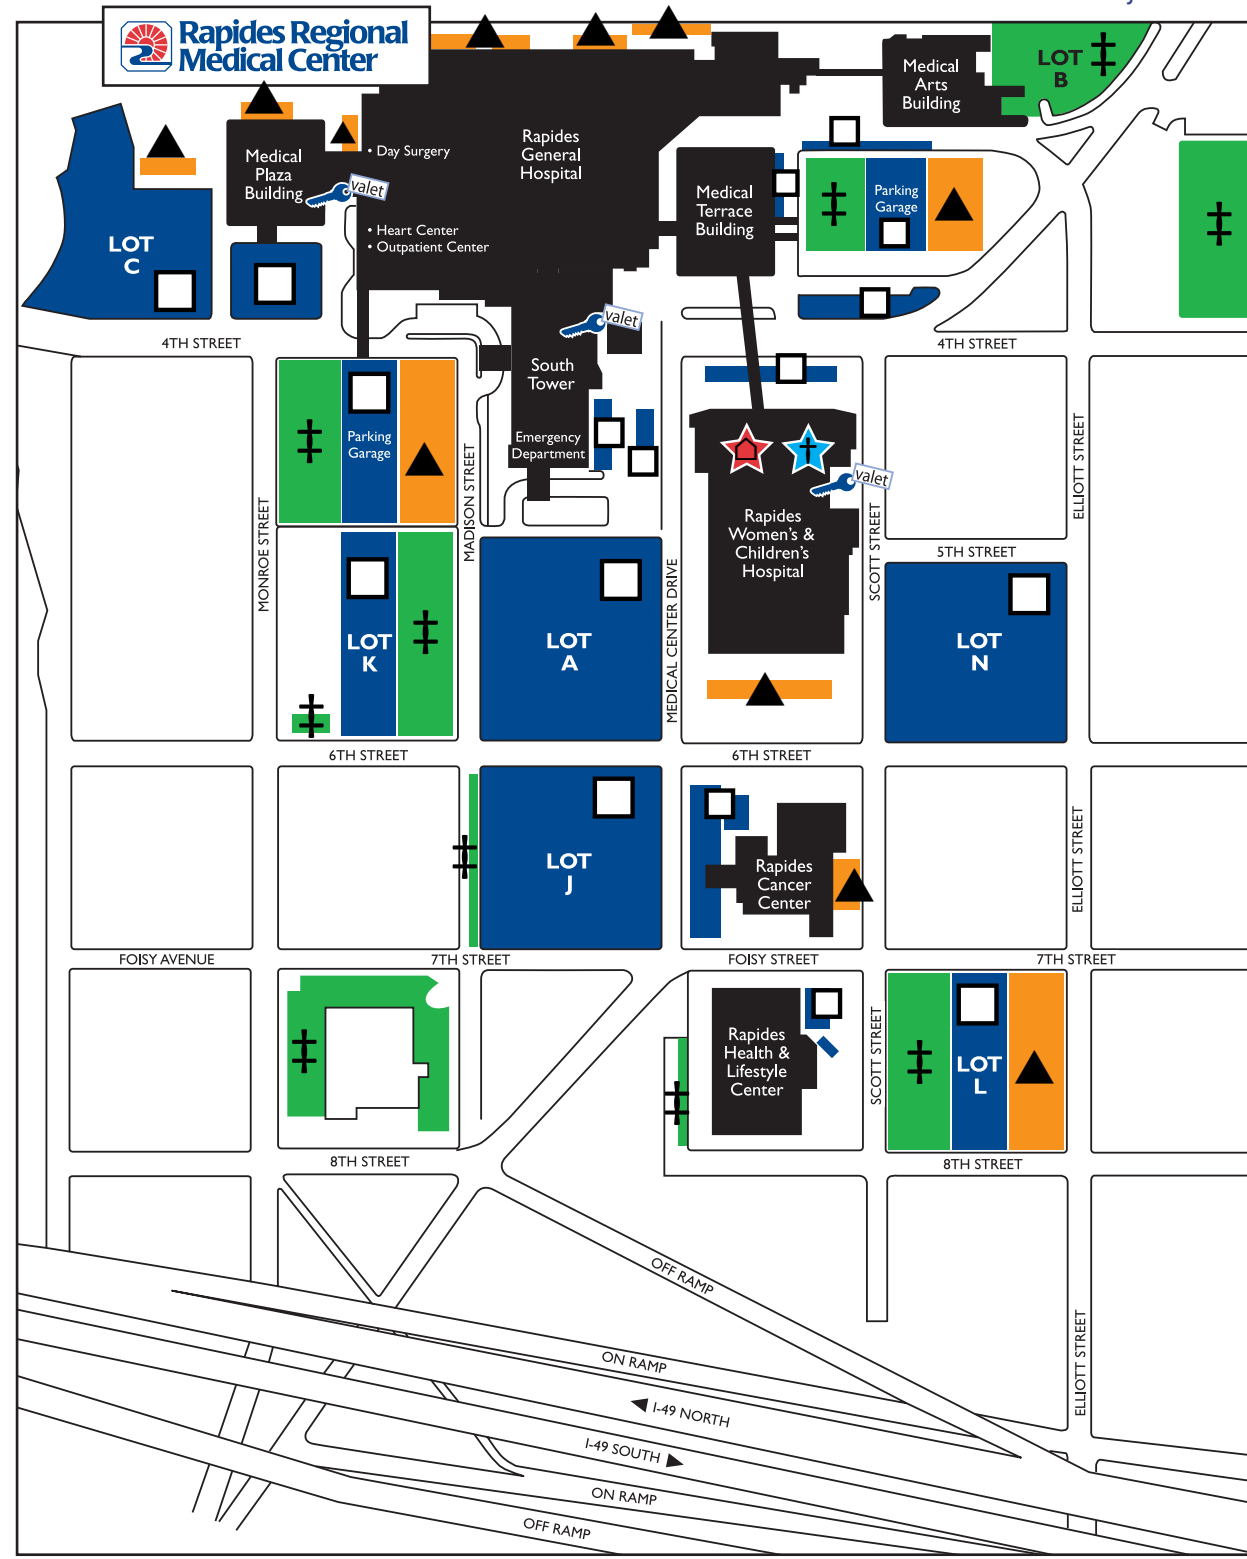 Rapides Regional
Medical Center
LOT
B
Medical
Arts
Building
Rapides
General
Hospital
• Day Surgery
• Heart Center
• Outpatient Center
Medical
Plaza
Building
valet
Medical
Terrace
Building
Parking
Garage
LOT
C
valet
4TH STREET
4TH STREET
South
Tower
Emergency
Department
Parking
Garage
MONROE STREET
MADISON STREET
MEDICAL CENTER DRIVE
SCOTT STREET
ELLIOTT STREET
valet
Rapides
Women's &
Children's
Hospital
5TH STREET
LOT
K
LOT
A
LOT
N
6TH STREET
6TH STREET
LOT
J
Rapides
Cancer
Center
ELLIOTT STREET
FOISY AVENUE
7TH STREET
FOISY STREET
7TH STREET
Rapides
Health &
Lifestyle
Center
SCOTT STREET
LOT
L
8TH STREET
8TH STREET
OFF RAMP
ON RAMP
I-49 NORTH
I-49 SOUTH
ON RAMP
OFF RAMP
ELLIOTT STREET